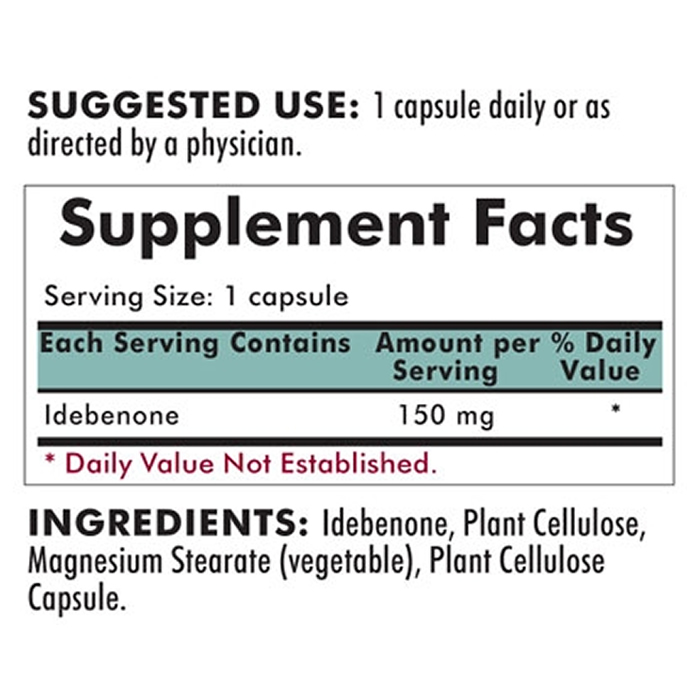 SUGGESTED USE: 1 capsule daily or as
directed by a physician.
Supplement Facts
Serving Size: 1 capsule
Each Serving Contains Amount per % Daily
Serving Value
Idebenone 150 mg *
* Daily Value Not Established.
INGREDIENTS: Idebenone, Plant Cellulose,
Magnesium Stearate (vegetable), Plant Cellulose
Capsule.